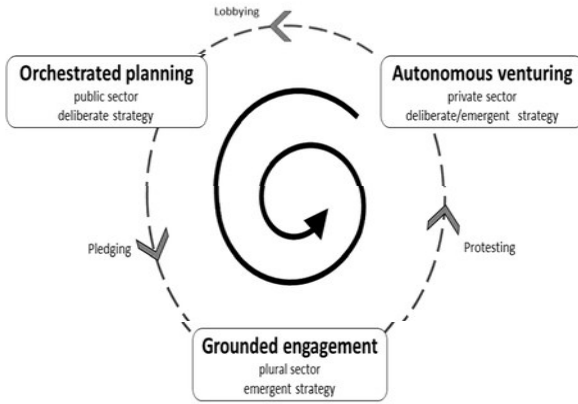 Lobbying
Orchestrated planning
public sector
deliberate strategy
Autonomous venturing
private sector
deliberate/emergent strategy
Pledging
Protesting
Grounded engagement
plural sector
emergent strategy